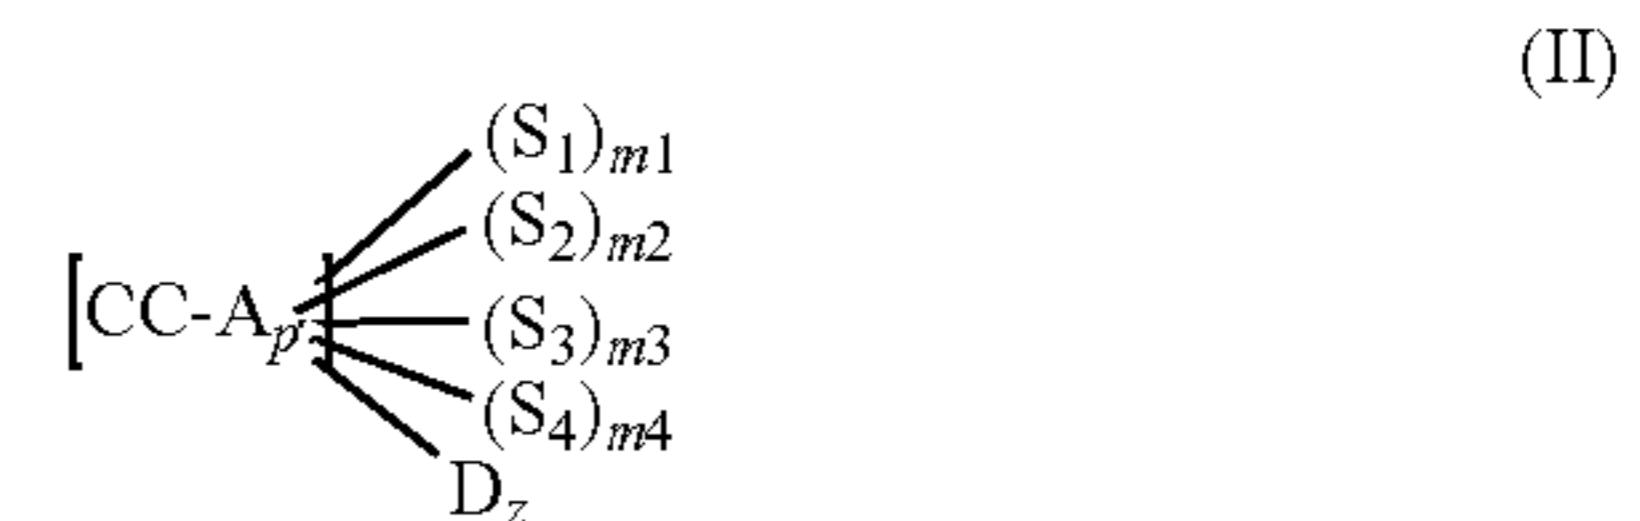 (II)
(S1)m1
(S2)m2
[CC-Ap']
(S3)m3
(S4)m4
Dz